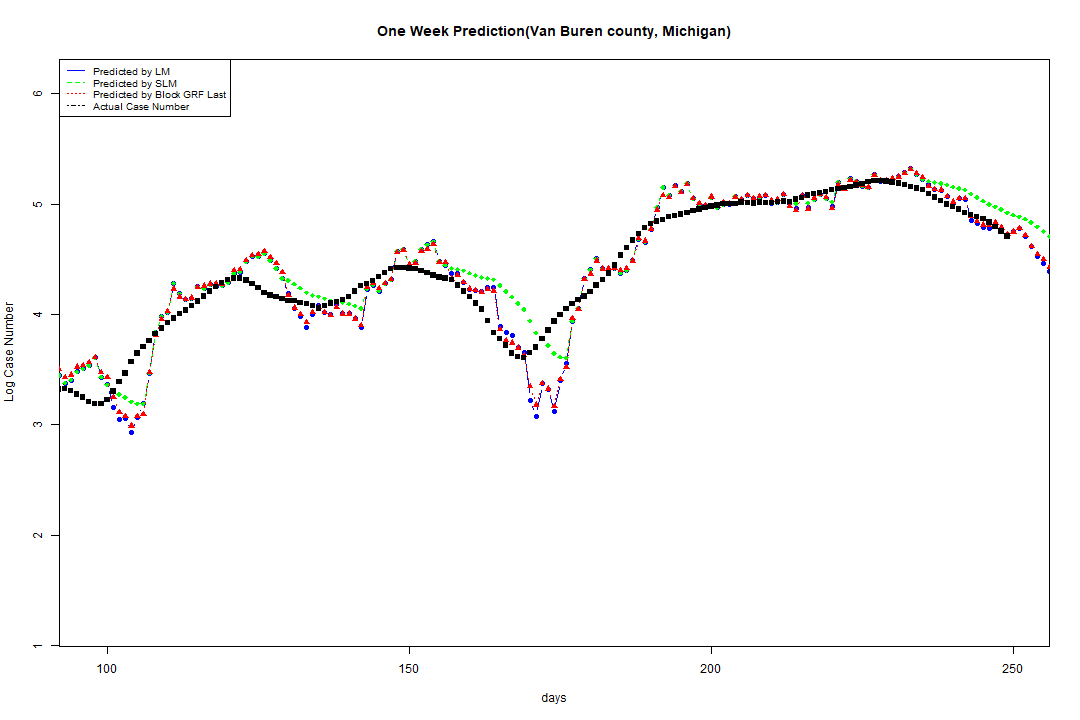 One Week Prediction(Van Buren county, Michigan)
Predicted by LM
Predicted by SLM
Predicted by Block GRF Last
Actual Case Number
6
5
4
3
2
1
Log Case Number
100 150 200 250
days